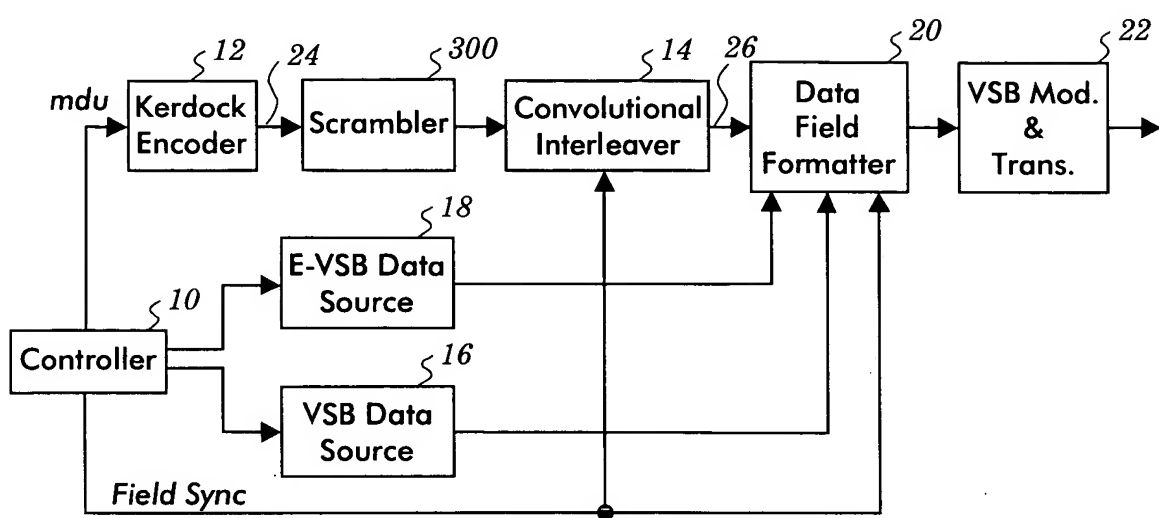 12
24
300
14
26
20
22
mdu
Kerdock
Encoder
Scrambler
Convolutional
Interleaver
Data
Field
Formatter
VSB Mod.
&
Trans.
18
E-VSB Data
Source
10
Controller
16
VSB Data
Source
Field Sync